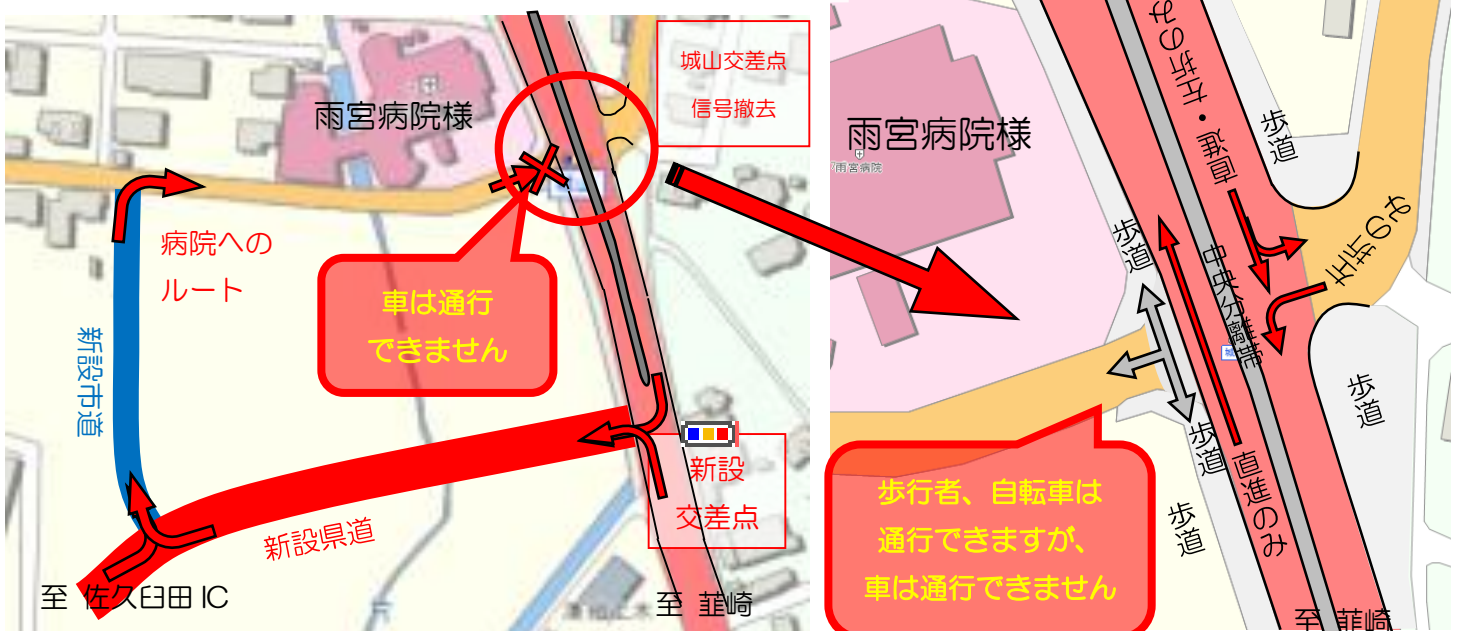 城山交差点
信号撤去
雨宮病院様
病院への
ルート
車は通行
できません
新設市道
新設
交差点
新設県道
至 佐久臼田 IC
至 韮崎
雨宮病院様
雨宮病院
直進・左折のみ
歩道
左折のみ
歩道
中央分離帯
歩道
歩道
直進のみ
歩道
歩行者、自転車は
通行できますが、
車は通行できません
至 韮崎